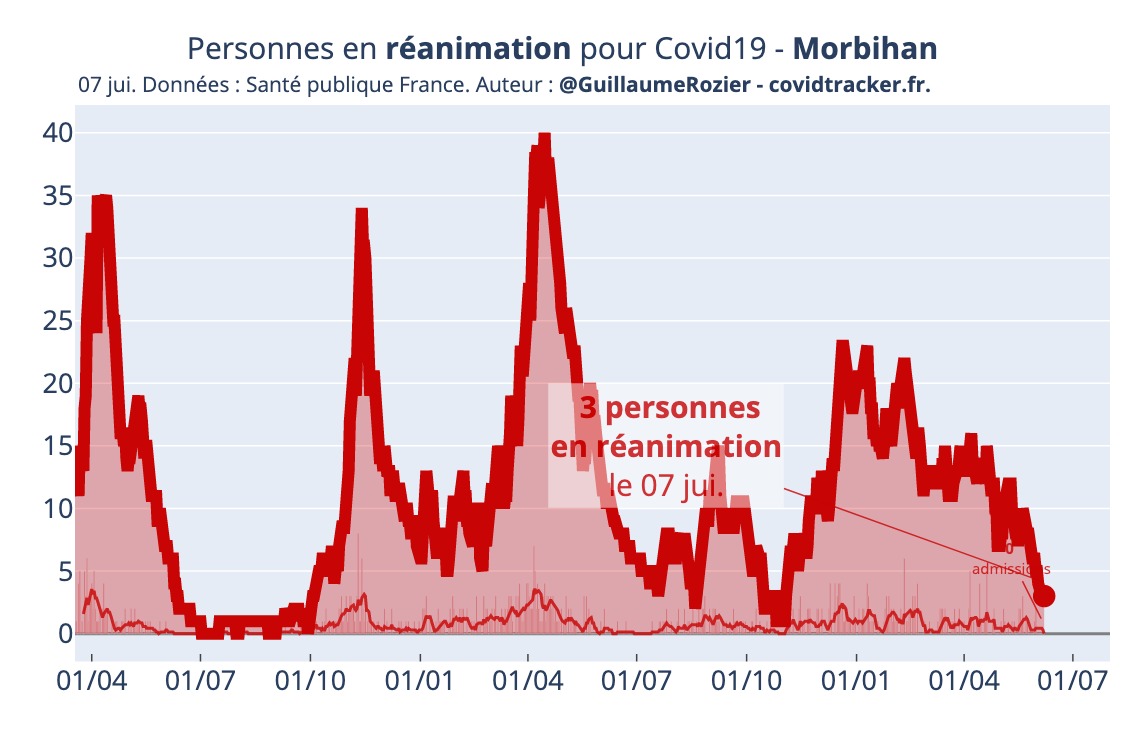 Personnes en réanimation pour Covid19 - Morbihan
07 jui. Données : Santé publique France. Auteur : @GuillaumeRozier - covidtracker.fr.
40
35
30
25
20
15
10
5
0
3 personnes
en réanimation
le 07 jui.
0
admissions
01/04 01/07 01/10 01/01 01/04 01/07 01/10 01/01 01/04 01/07